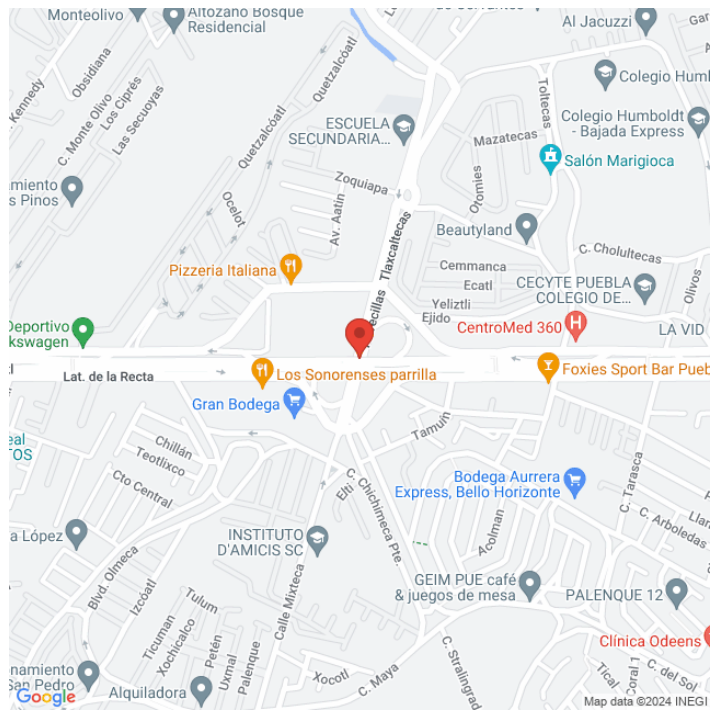 Monteolivo
Altozano Bosque
Residencial
Al Jacuzzi
Kennedy
Obsidiana
C. Monte Olivo
Los Ciprés
Las Secuoyas
Quetzalcóatl
Quetzalcóatl
Toltecas
Colegio Humb
ESCUELA
SECUNDARIA...
Mazatecas
Colegio Humboldt
- Bajada Express
Salón Marigioca
Otomíes
Zoquiapa
Ocelot
Av. Aatin
Los Pinos
Tlaxcaltecas
Beautyland
C. Cholultecas
Pizzeria Italiana
Cemmanca
Ecatl
CECYTE PUEBLA
COLEGIO DE...
Olivos
Yeliztli
Ejido
Deportivo
CentroMed 360
LA VID
Lat. de la Recta
Los Sonorenses parrilla
Foxies Sport Bar Pueb
Gran Bodega
Tamuín
Chillán
Teotlixco
Cto Central
Elti
C. Chichimeca Pte.
Bodega Aurrera
Express, Bello Horizonte
C. Tarasca
C. Arboledas
López
Blvd. Olmeca
Izcóatl
INSTITUTO
D'AMICIS SC
Acolman
GEIM PUE café
& juegos de mesa
PALENQUE 12
Tulum
Ticuman
Xochicalco
Petén
Uxmal
Palenque
Calle Mixteca
Clínica Odeens
Xocotl
C. Maya
C. Stralingrad
Tical
Coral 1
C. del Sol
San Pedro
Alquiladora
Google
Map data ©2024 INEGI